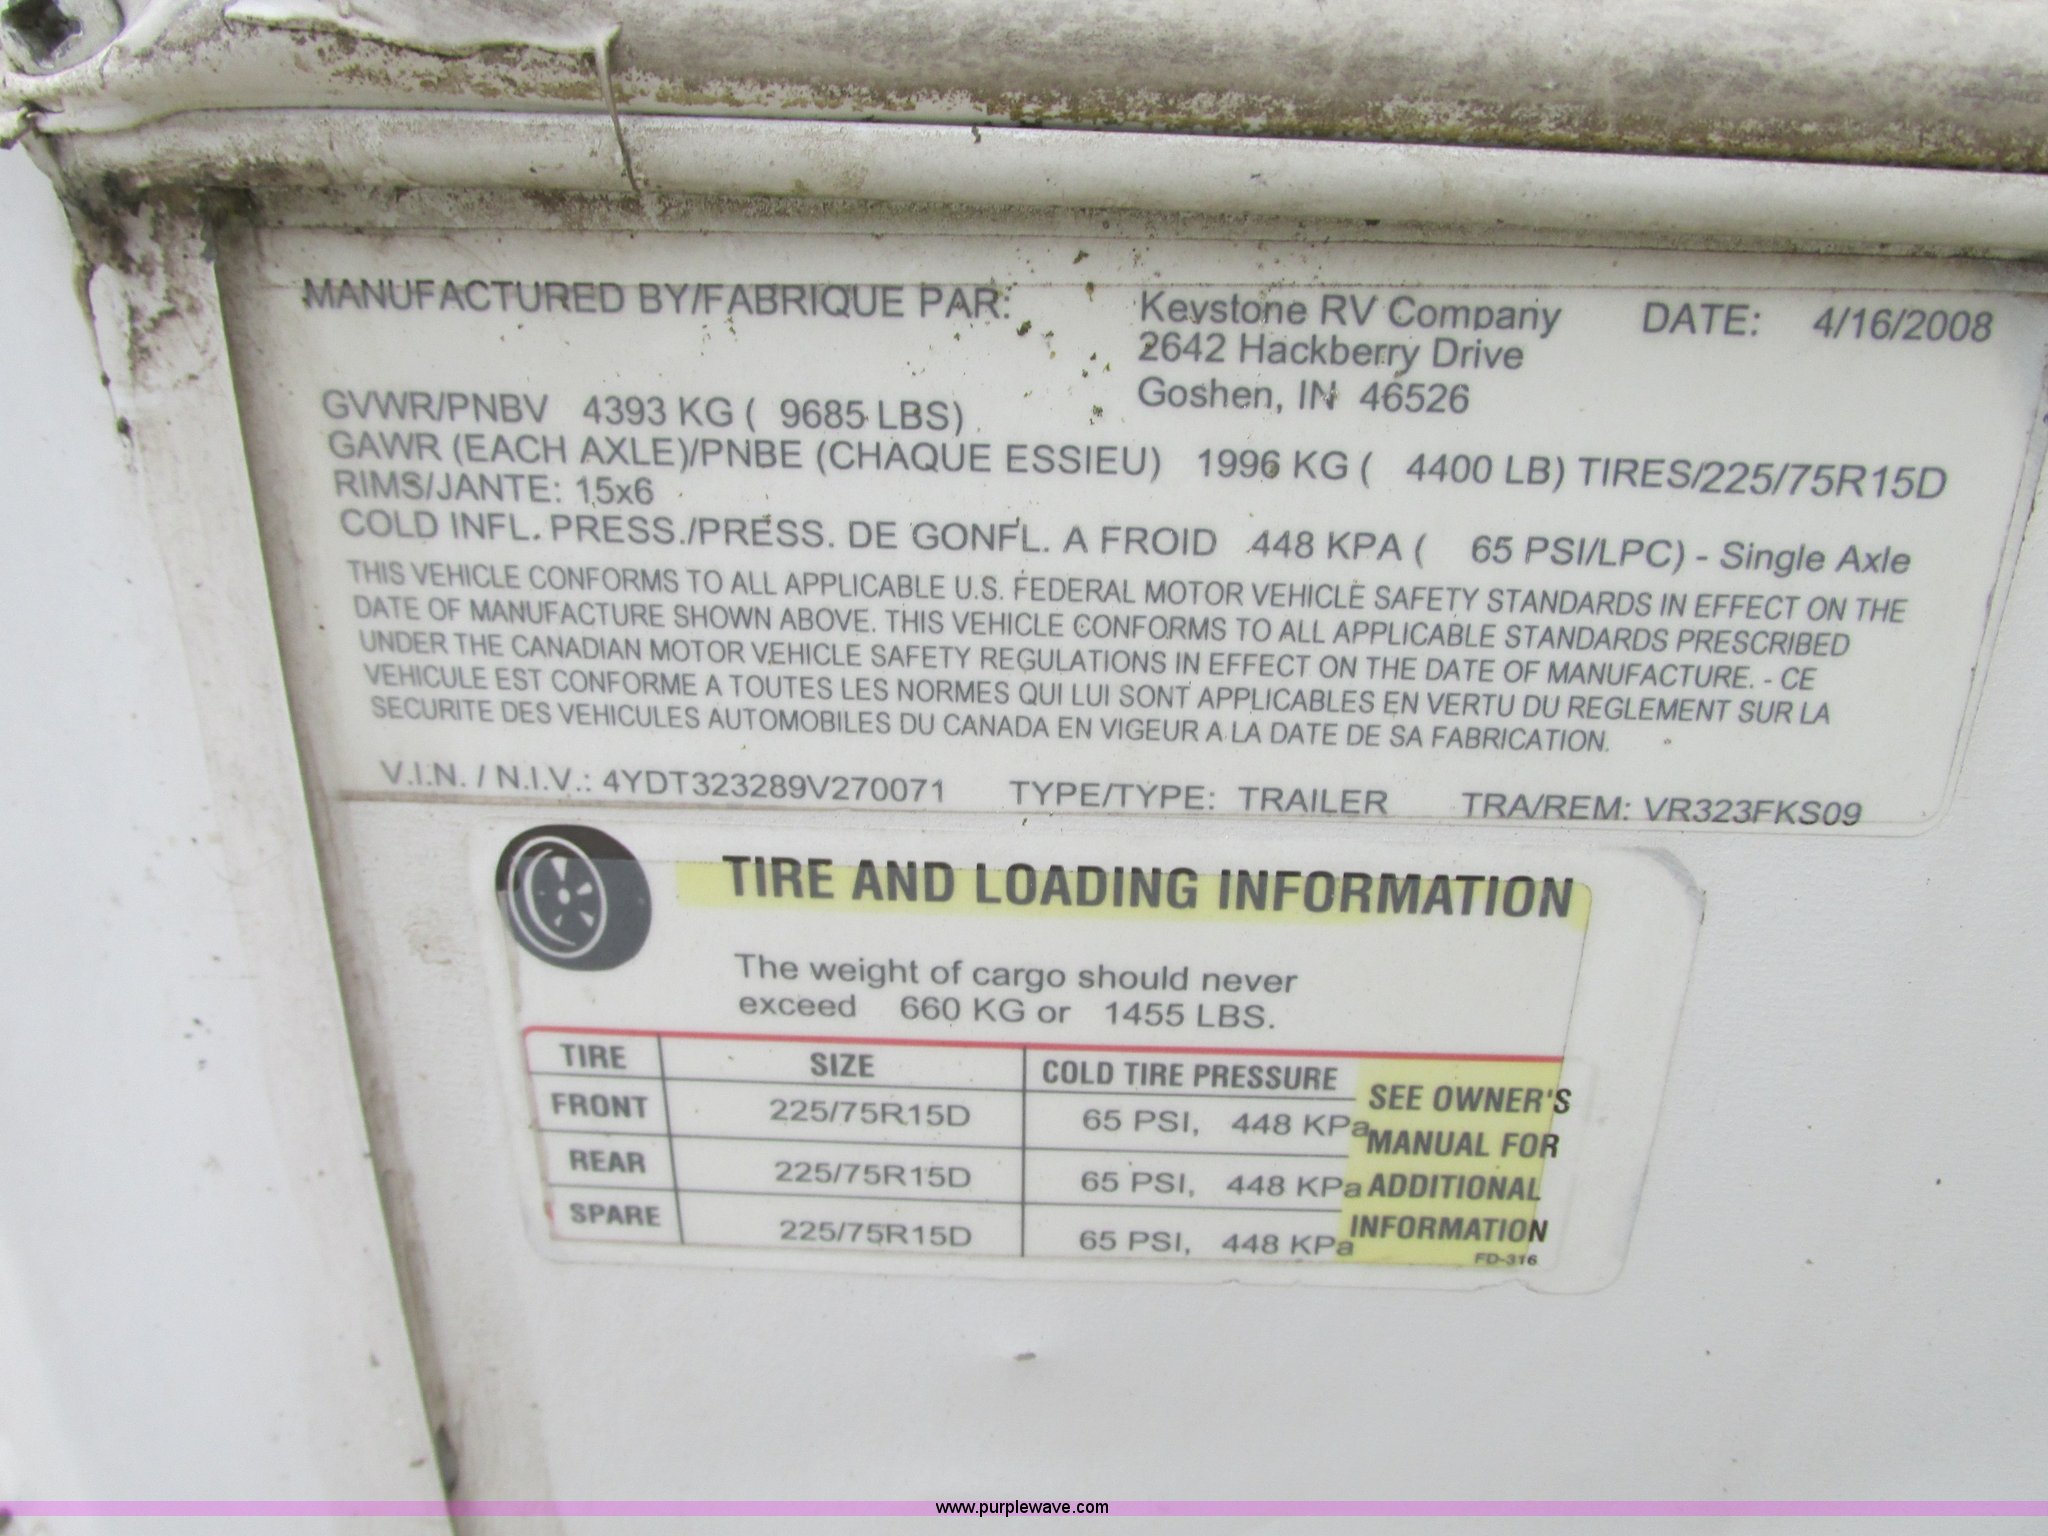 MANUFACTURED BY/FABRIQUE PAR: Keystone RV Company DATE: 4/16/2008
2642 Hackberry Drive
Goshen, IN 46526
GVWR/PNBV 4393 KG ( 9685 LBS)
GAWR (EACH AXLE)/PNBE (CHAQUE ESSIEU) 1996 KG ( 4400 LB) TIRES/225/75R15D
RIMS/JANTE: 15x6
COLD INFL. PRESS./PRESS. DE GONFL. A FROID 448 KPA ( 65 PSI/LPC) - Single Axle
THIS VEHICLE CONFORMS TO ALL APPLICABLE U.S. FEDERAL MOTOR VEHICLE SAFETY STANDARDS IN EFFECT ON THE
DATE OF MANUFACTURE SHOWN ABOVE. THIS VEHICLE CONFORMS TO ALL APPLICABLE STANDARDS PRESCRIBED
UNDER THE CANADIAN MOTOR VEHICLE SAFETY REGULATIONS IN EFFECT ON THE DATE OF MANUFACTURE. - CE
VEHICULE EST CONFORME A TOUTES LES NORMES QUI LUI SONT APPLICABLES EN VERTU DU REGLEMENT SUR LA
SECURITE DES VEHICULES AUTOMOBILES DU CANADA EN VIGEUR A LA DATE DE SA FABRICATION.
V.I.N. / N.I.V.: 4YDT323289V270071 TYPE/TYPE: TRAILER TRA/REM: VR323FKS09
TIRE AND LOADING INFORMATION
The weight of cargo should never
exceed 660 KG or 1455 LBS.
TIRE SIZE COLD TIRE PRESSURE
FRONT 225/75R15D 65 PSI, 448 KPa
REAR 225/75R15D 65 PSI, 448 KPa
SPARE 225/75R15D 65 PSI, 448 KPa
SEE OWNER'S
MANUAL FOR
ADDITIONAL
INFORMATION
FD-316
www.purplewave.com